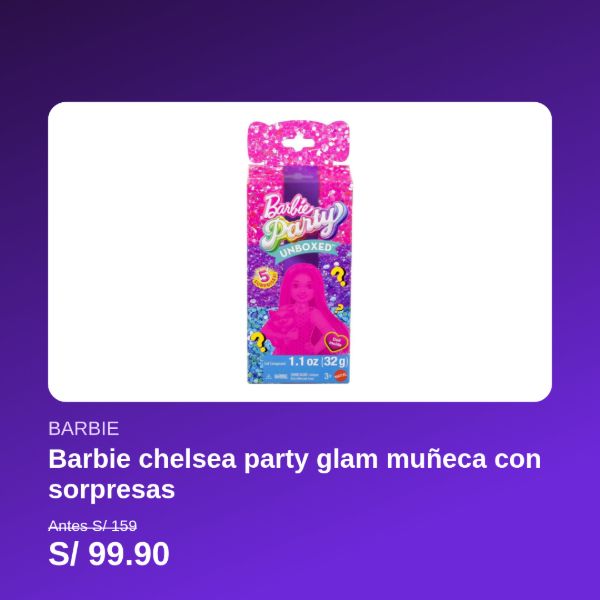 Barbie
Party
UNBOXED
5
1.1 oz (32 g)
3+
BARBIE
Barbie chelsea party glam muñeca con
sorpresas
Antes S/ 159
S/ 99.90